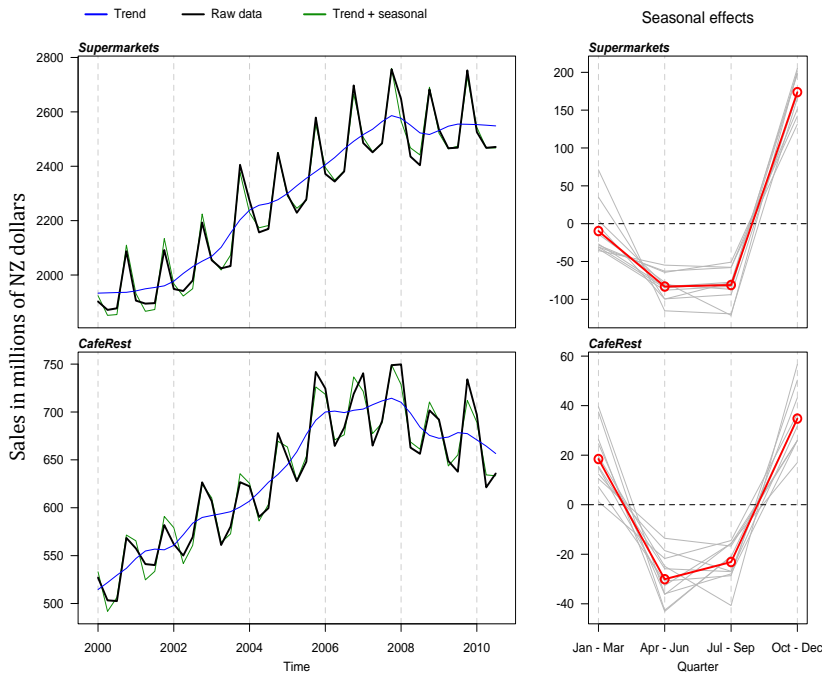 Trend Raw data Trend + seasonal
Seasonal effects
Sales in millions of NZ dollars
Supermarkets
2800
2600
2400
2200
2000
Supermarkets
200
150
100
50
0
-50
-100
CafeRest
750
700
650
600
550
500
2000 2002 2004 2006 2008 2010
Time
CafeRest
60
40
20
0
-20
-40
Jan - Mar Apr - Jun Jul - Sep Oct - Dec
Quarter